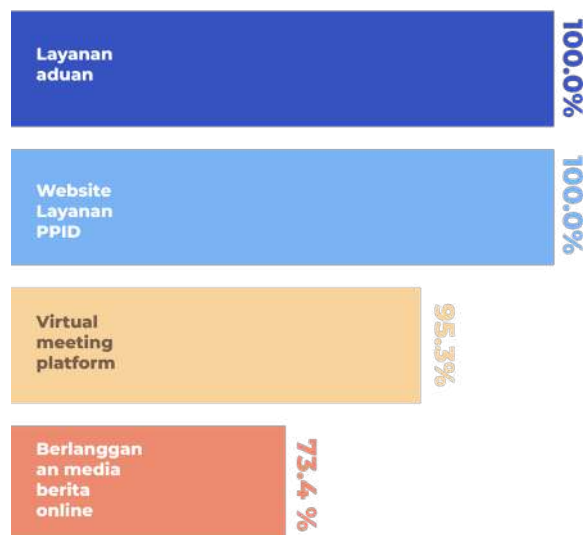 Layanan
aduan
100.0%
Website
Layanan
PPID
100.0%
Virtual
meeting
platform
95.3%
Berlanggan
an media
berita
online
73.4 %